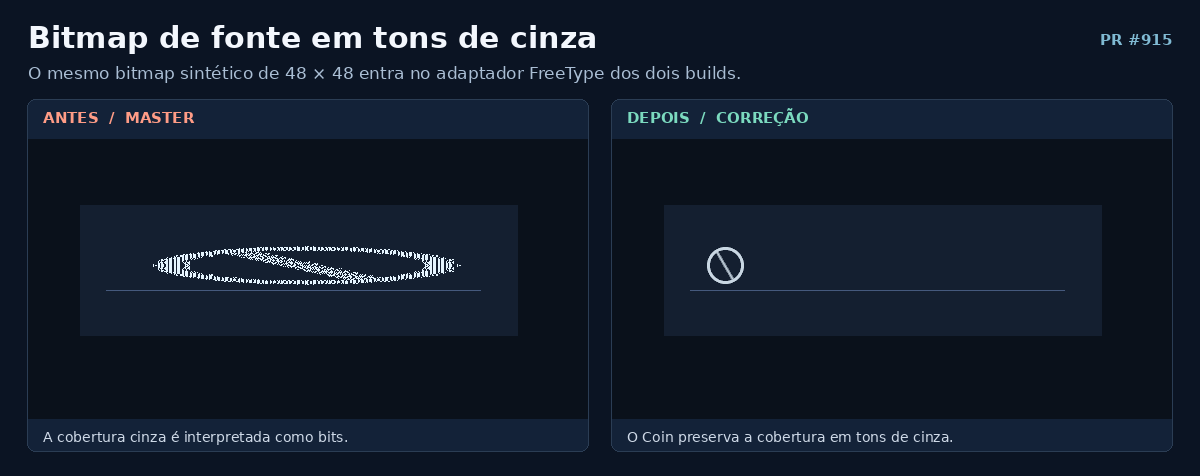 Bitmap de fonte em tons de cinza
PR #915
O mesmo bitmap sintético de 48 × 48 entra no adaptador FreeType dos dois builds.
ANTES / MASTER
DEPOIS / CORREÇÃO
A cobertura cinza é interpretada como bits.
O Coin preserva a cobertura em tons de cinza.